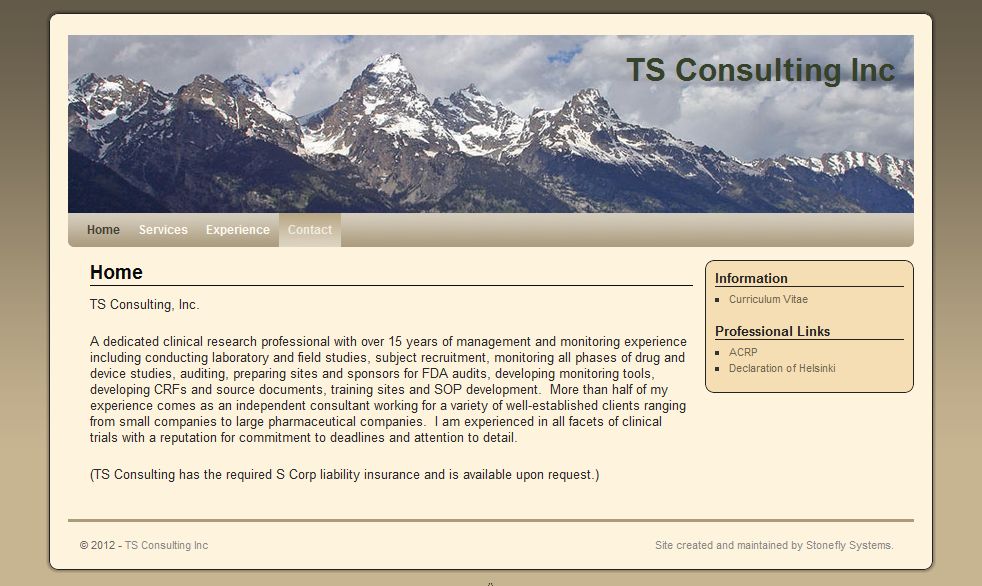 TS Consulting Inc
Home Services Experience Contact
Home
TS Consulting, Inc.
A dedicated clinical research professional with over 15 years of management and monitoring experience
including conducting laboratory and field studies, subject recruitment, monitoring all phases of drug and
device studies, auditing, preparing sites and sponsors for FDA audits, developing monitoring tools,
developing CRFs and source documents, training sites and SOP development.  More than half of my
experience comes as an independent consultant working for a variety of well-established clients ranging
from small companies to large pharmaceutical companies.  I am experienced in all facets of clinical
trials with a reputation for commitment to deadlines and attention to detail.
(TS Consulting has the required S Corp liability insurance and is available upon request.)
Information
Curriculum Vitae
Professional Links
ACRP
Declaration of Helsinki
© 2012 - TS Consulting Inc
Site created and maintained by Stonefly Systems.